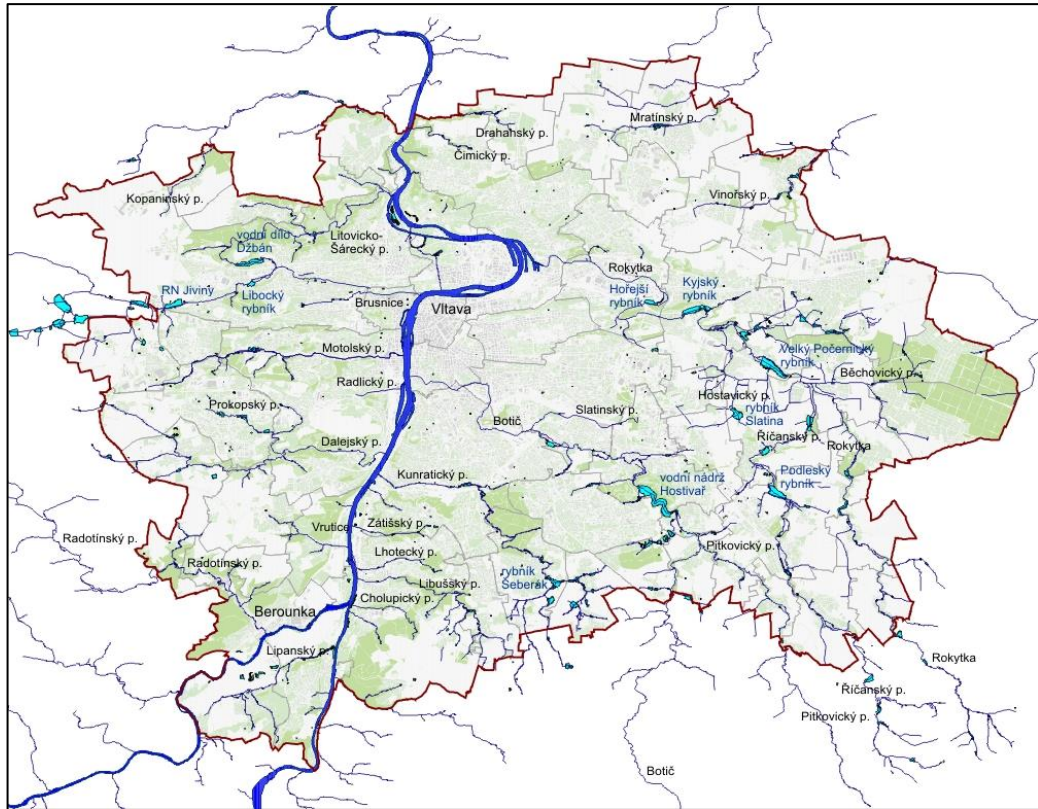 Mratínský p.
Drahaňský p.
Čimický p.
Vinořský p.
Kopaninský p.
vodní dílo
Džbán
Litovicko-
Šárecký p.
Rokytka
RN Jiviny
Libocký
rybník
Hořejší
rybník
Kyjský
rybník
Brusnice
Vltava
Motolský p.
Velký Počernický
rybník
Běchovický p.
Radlický p.
Hostavický p.
Prokopský p.
Slatinský p.
rybník
Slatina
Botič
Říčanský p.
Rokytka
Dalejský p.
Kunratický p.
vodní nádrž
Hostivař
Podleský
rybník
Vrutice
Zátišský p.
Radotínský p.
Pitkovický p.
Lhotecký p.
Radotínský p.
Libušský p.
rybník
Šeberák
Cholupický p.
Berounka
Lipanský p.
Rokytka
Říčanský p.
Pitkovický p.
Botič